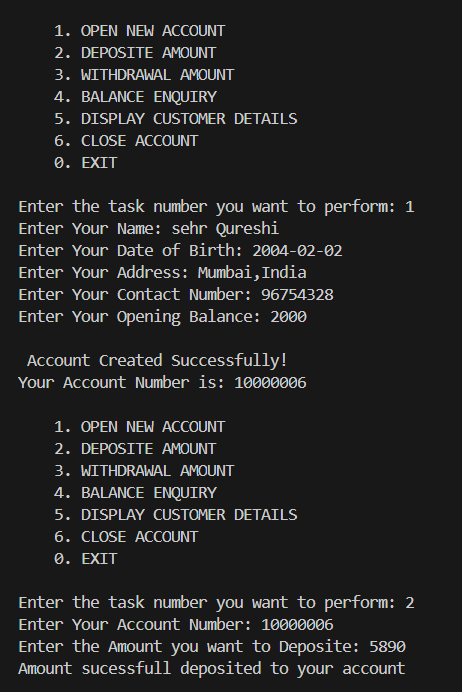 1. OPEN NEW ACCOUNT
2. DEPOSITE AMOUNT
3. WITHDRAWAL AMOUNT
4. BALANCE ENQUIRY
5. DISPLAY CUSTOMER DETAILS
6. CLOSE ACCOUNT
0. EXIT
Enter the task number you want to perform: 1
Enter Your Name: sehr Qureshi
Enter Your Date of Birth: 2004-02-02
Enter Your Address: Mumbai,India
Enter Your Contact Number: 96754328
Enter Your Opening Balance: 2000
Account Created Successfully!
Your Account Number is: 10000006
1. OPEN NEW ACCOUNT
2. DEPOSITE AMOUNT
3. WITHDRAWAL AMOUNT
4. BALANCE ENQUIRY
5. DISPLAY CUSTOMER DETAILS
6. CLOSE ACCOUNT
0. EXIT
Enter the task number you want to perform: 2
Enter Your Account Number: 10000006
Enter the Amount you want to Deposite: 5890
Amount sucessfull deposited to your account